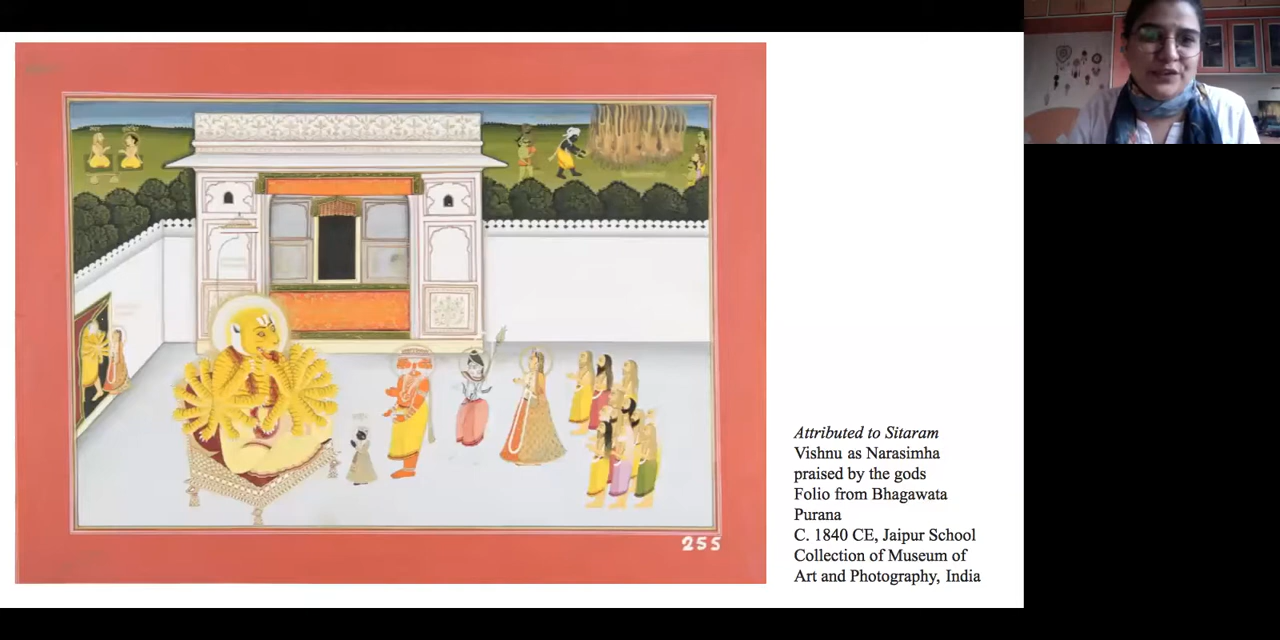 Attributed to Sitaram
Vishnu as Narasimha
praised by the gods
Folio from Bhagawata
Purana
C. 1840 CE, Jaipur School
Collection of Museum of
Art and Photography, India
255